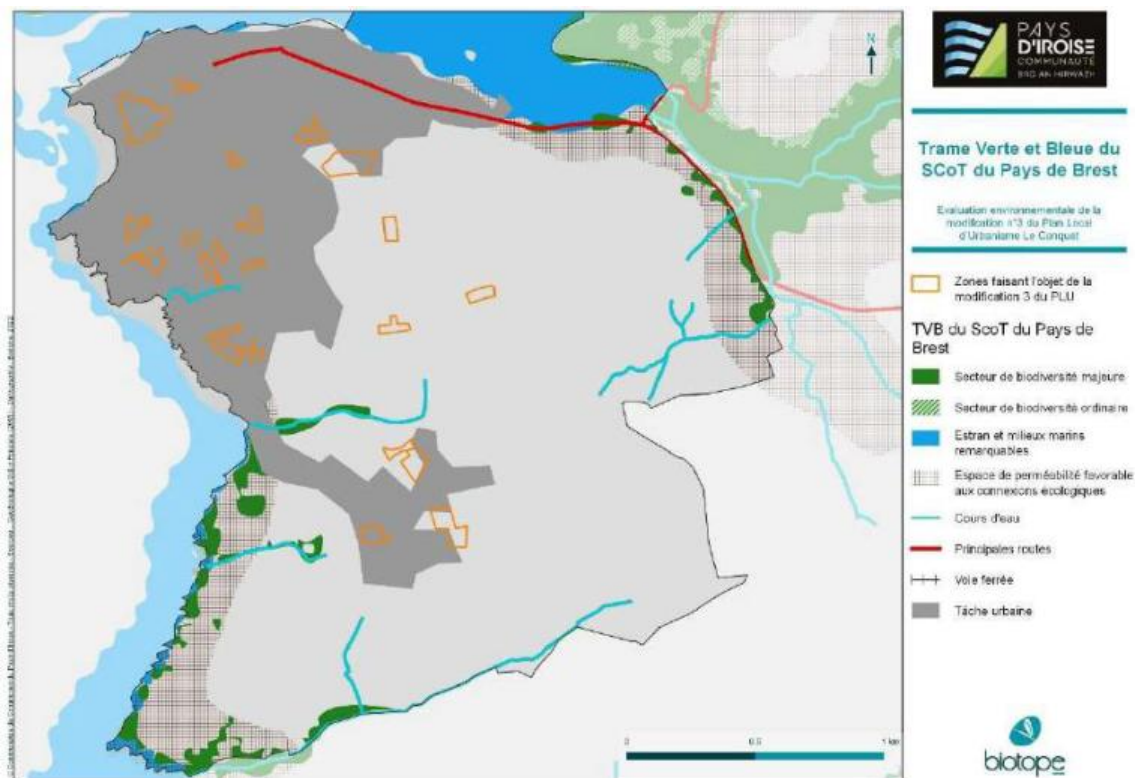 N
PAYS
D'IROISE
COMMUNAUTÉ
BRO AN HIRWAZH
Trame Verte et Bleue du
SCoT du Pays de Brest
Evaluation environnementale de la
modification n°3 du Plan Local
d'Urbanisme Le Conquet
Zones faisant l'objet de la
modification 3 du PLU
TVB du ScoT du Pays de
Brest
Secteur de biodiversité majeure
Secteur de biodiversité ordinaire
Estran et milieux marins
remarquables
Espace de perméabilité favorable
aux connexions écologiques
Cours d'eau
Principales routes
Voie ferrée
Tâche urbaine
0
0.5
1 km
biotope